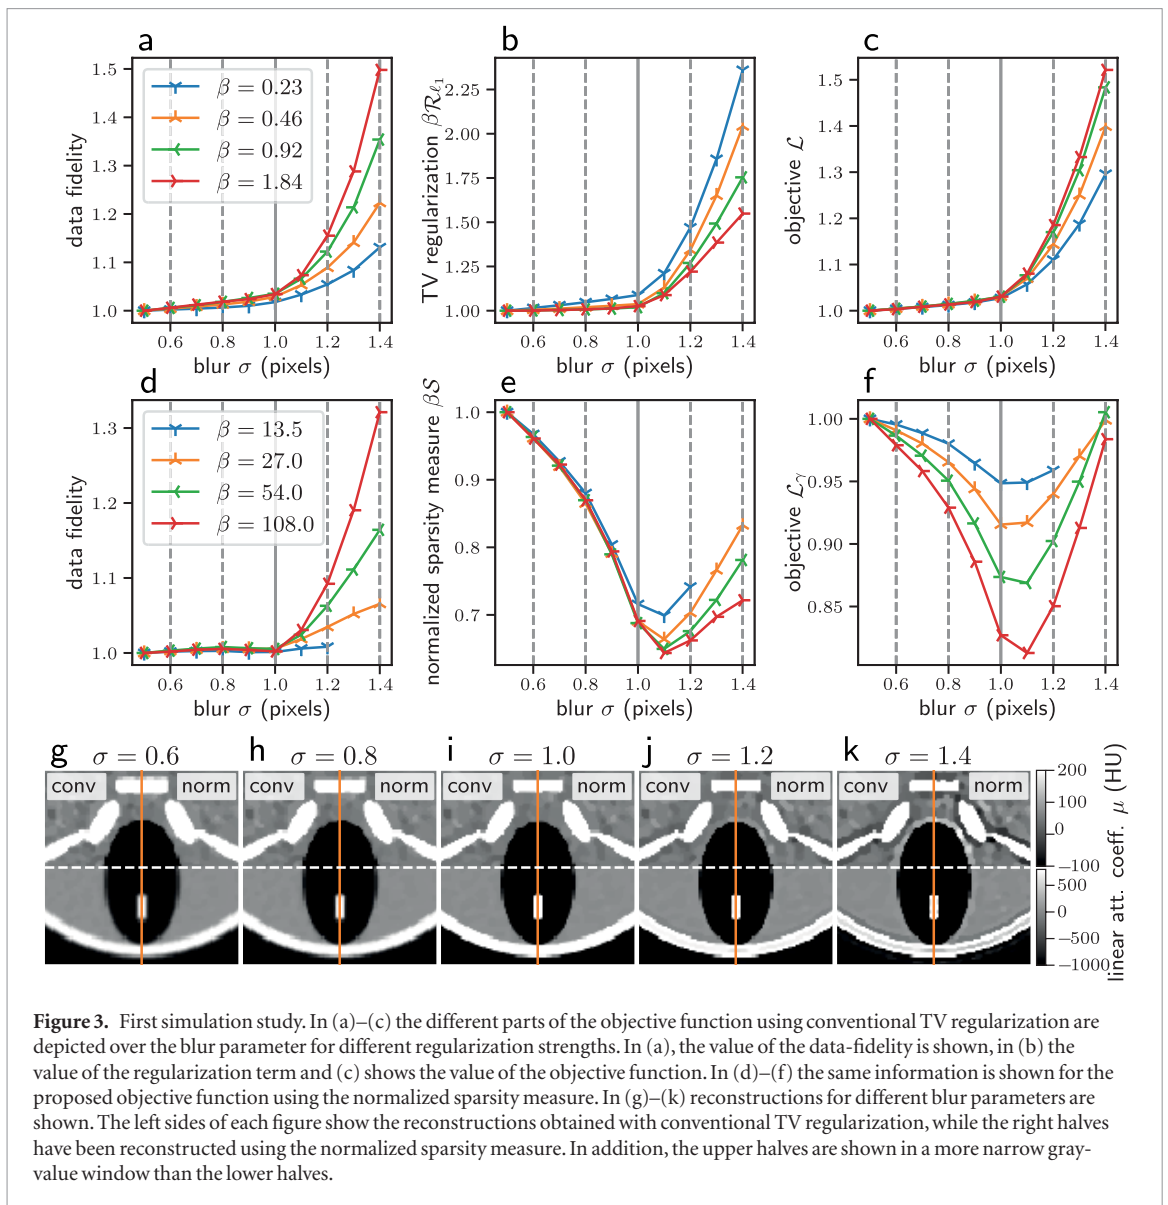 a
b
c
data fidelity
1.5
1.4
1.3
1.2
1.1
1.0
β = 0.23
β = 0.46
β = 0.92
β = 1.84
0.6 0.8 1.0 1.2 1.4
blur σ (pixels)
TV regularization βRℓ1
2.25
2.00
1.75
1.50
1.25
1.00
0.6 0.8 1.0 1.2 1.4
blur σ (pixels)
objective L
1.5
1.4
1.3
1.2
1.1
1.0
0.6 0.8 1.0 1.2 1.4
blur σ (pixels)
d
e
f
data fidelity
1.3
1.2
1.1
1.0
β = 13.5
β = 27.0
β = 54.0
β = 108.0
0.6 0.8 1.0 1.2 1.4
blur σ (pixels)
normalized sparsity measure βS
1.0
0.9
0.8
0.7
0.6 0.8 1.0 1.2 1.4
blur σ (pixels)
objective Lγ
1.00
0.95
0.90
0.85
0.6 0.8 1.0 1.2 1.4
blur σ (pixels)
g σ = 0.6
h σ = 0.8
i σ = 1.0
j σ = 1.2
k σ = 1.4
conv norm
conv norm
conv norm
conv norm
conv norm
200
100
0
−100
500
0
−500
−1000
linear att. coeff. μ (HU)
Figure 3. First simulation study. In (a)–(c) the different parts of the objective function using conventional TV regularization are
depicted over the blur parameter for different regularization strengths. In (a), the value of the data-fidelity is shown, in (b) the
value of the regularization term and (c) shows the value of the objective function. In (d)–(f) the same information is shown for the
proposed objective function using the normalized sparsity measure. In (g)–(k) reconstructions for different blur parameters are
shown. The left sides of each figure show the reconstructions obtained with conventional TV regularization, while the right halves
have been reconstructed using the normalized sparsity measure. In addition, the upper halves are shown in a more narrow gray-
value window than the lower halves.